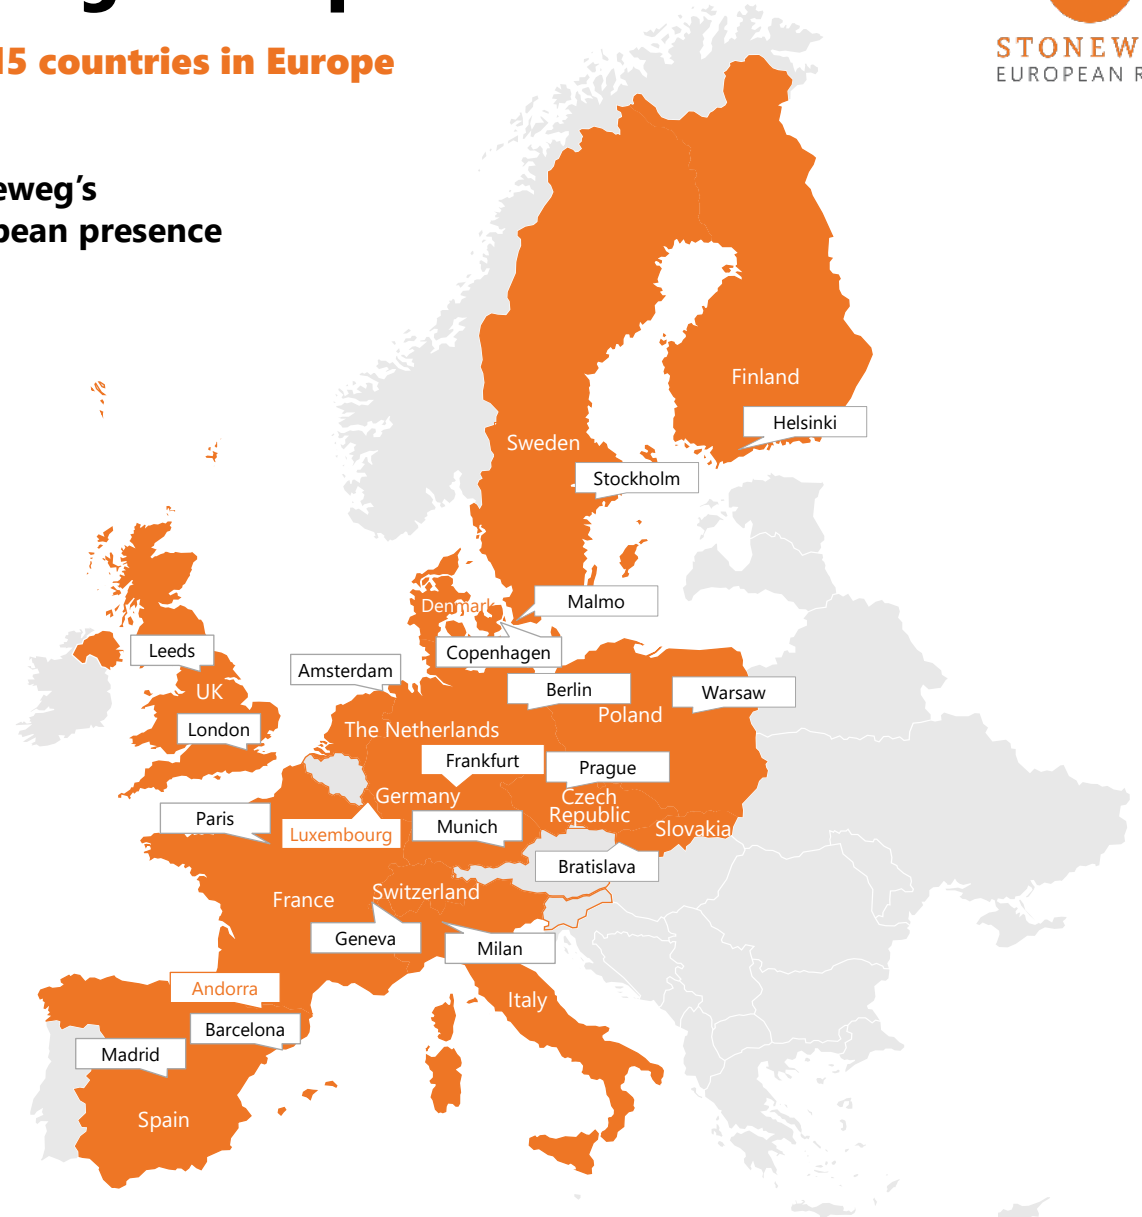 15 countries in Europe
STONEW
EUROPEAN R
eweg’s
pean presence
Finland
Helsinki
Sweden
Stockholm
Malmo
Denmark
Copenhagen
Leeds
Amsterdam
UK
Berlin
Warsaw
London
The Netherlands
Poland
Frankfurt
Prague
Germany
Czech
Republic
Paris
Luxembourg
Munich
Slovakia
Bratislava
France
Switzerland
Geneva
Milan
Andorra
Italy
Barcelona
Madrid
Spain